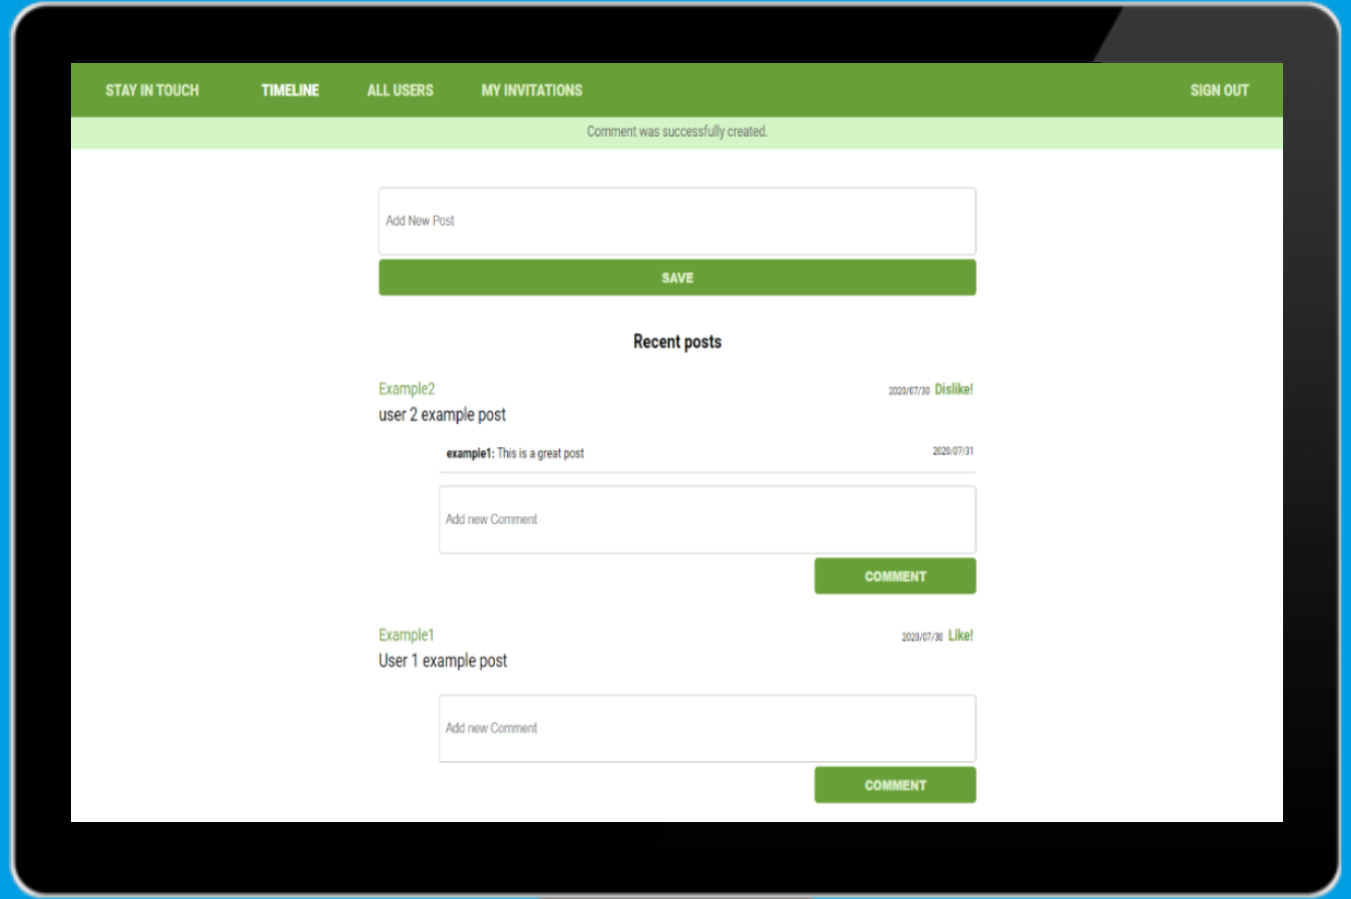 STAY IN TOUCH TIMELINE ALL USERS MY INVITATIONS SIGN OUT
Comment was successfully created.
Add New Post
SAVE
Recent posts
Example2 2020/07/30 Dislike!
user 2 example post
example1: This is a great post 2020/07/31
Add new Comment
COMMENT
Example1 2020/07/30 Like!
User 1 example post
Add new Comment
COMMENT